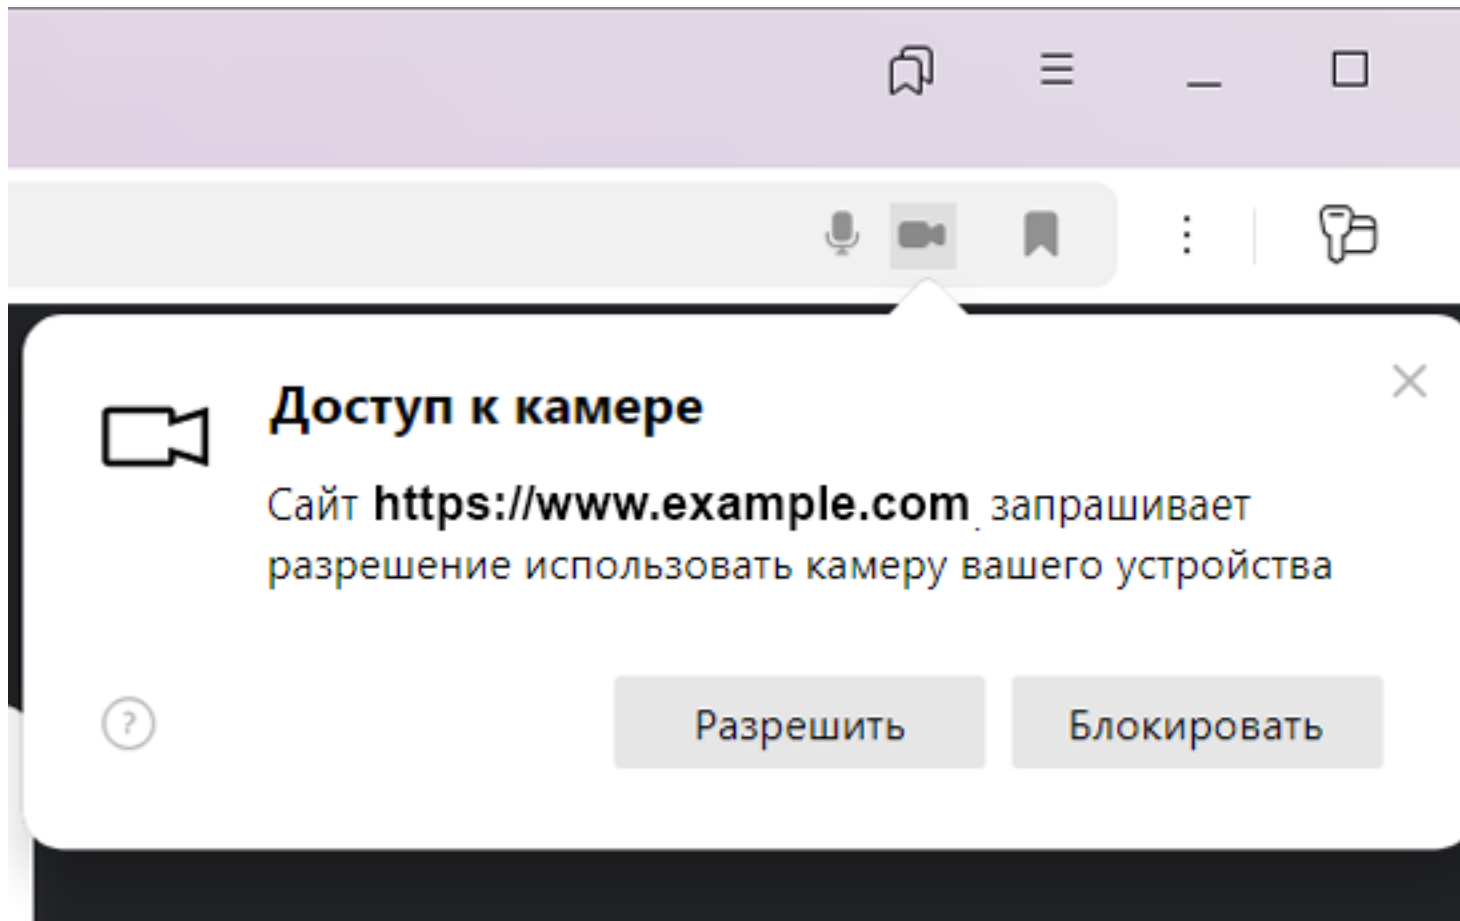 Доступ к камере
Сайт https://www.example.com запрашивает
разрешение использовать камеру вашего устройства
?
Разрешить
Блокировать